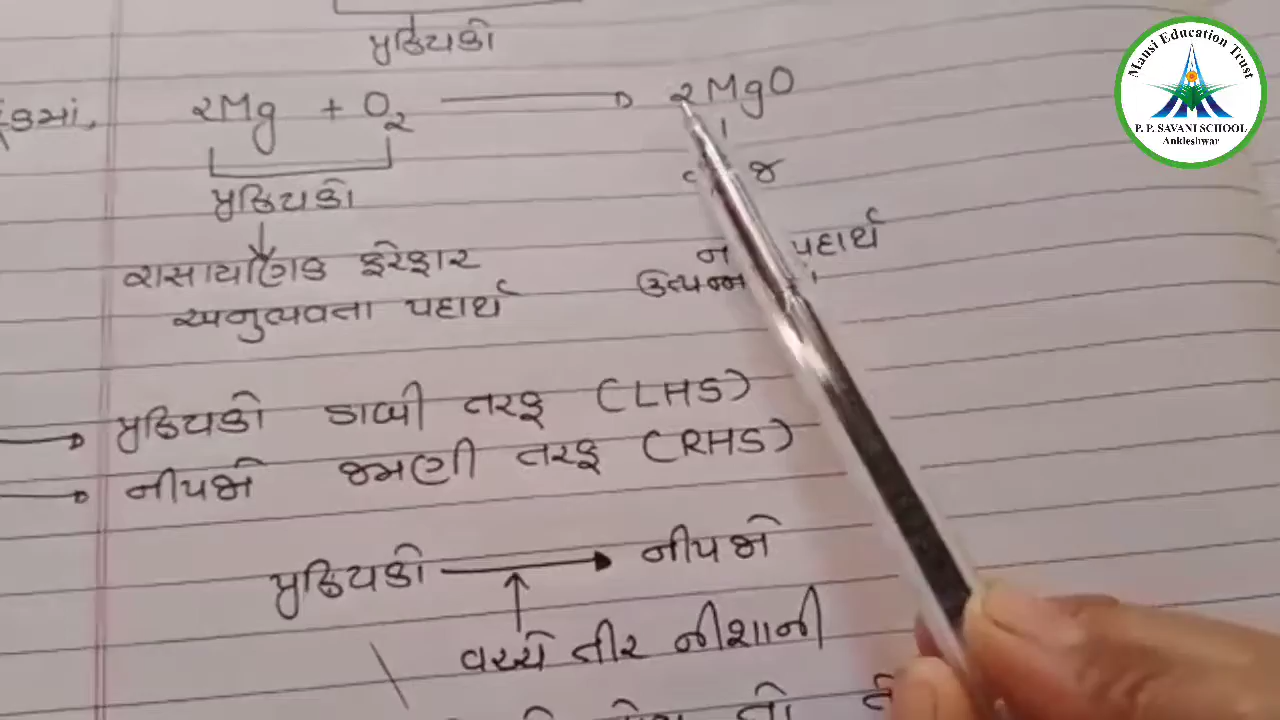 પ્રક્રિયકો
ટૂંકમાં,
2Mg + O2 → 2MgO
પ્રક્રિયકો
રાસાયણિક ફેરફાર
અનુભવતા પદાર્થ
પદાર્થ
ઉત્પન્ન
→ પ્રક્રિયકો ડાબી તરફ (LHS)
→ નીપજો જમણી તરફ (RHS)
પ્રક્રિયકો → નીપજો
વચ્ચે તીર નીશાની
Mansi Education Trust
P. P. SAVANI SCHOOL
Ankleshwar